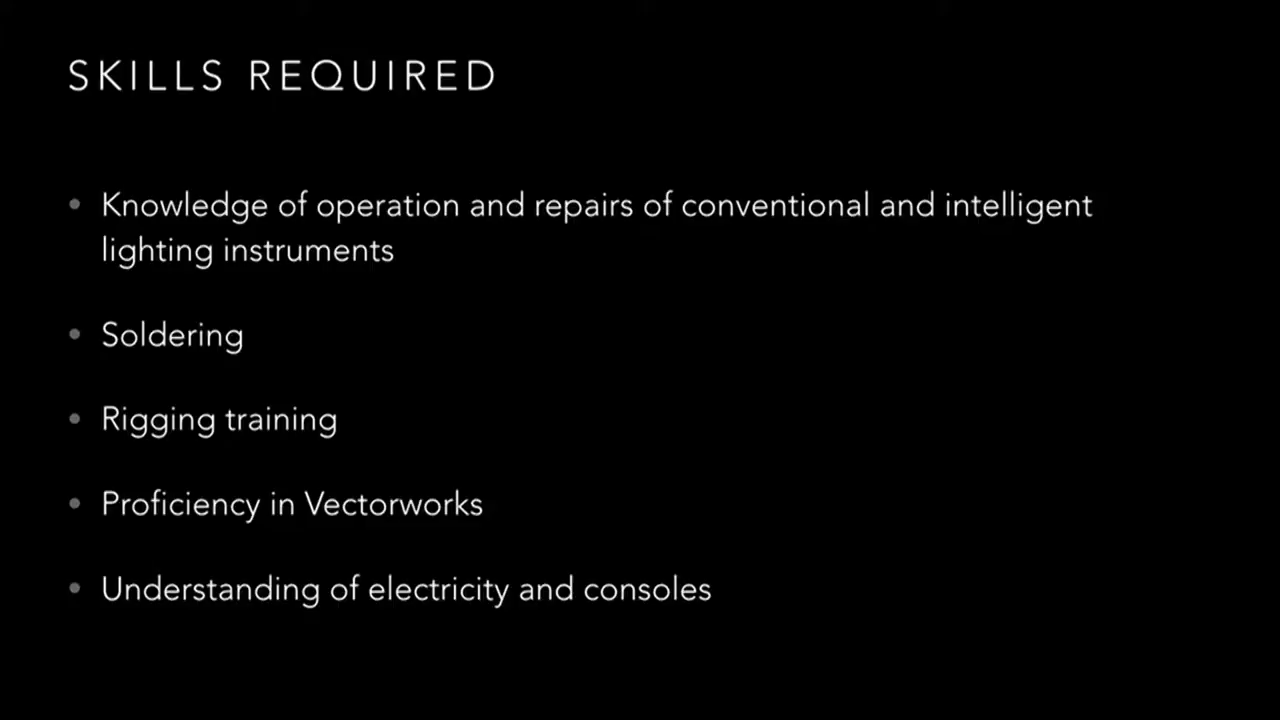 SKILLS REQUIRED
• Knowledge of operation and repairs of conventional and intelligent
lighting instruments
• Soldering
• Rigging training
• Proficiency in Vectorworks
• Understanding of electricity and consoles